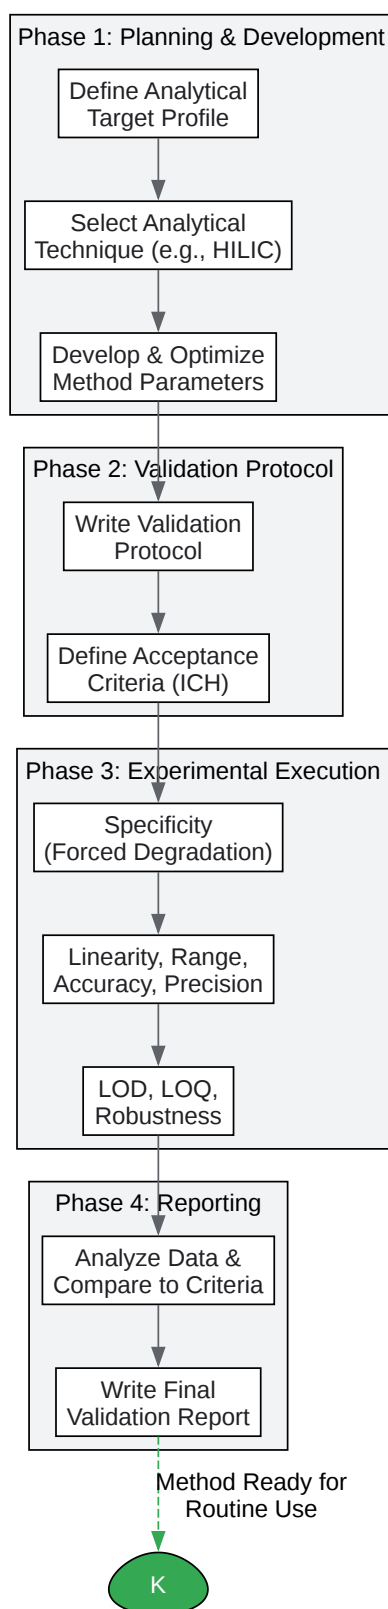 Phase 1: Planning & Development
Define Analytical
Target Profile
Select Analytical
Technique (e.g., HILIC)
Develop & Optimize
Method Parameters
Phase 2: Validation Protocol
Write Validation
Protocol
Define Acceptance
Criteria (ICH)
Phase 3: Experimental Execution
Specificity
(Forced Degradation)
Linearity, Range,
Accuracy, Precision
LOD, LOQ,
Robustness
Phase 4: Reporting
Analyze Data &
Compare to Criteria
Write Final
Validation Report
Method Ready for
Routine Use
K